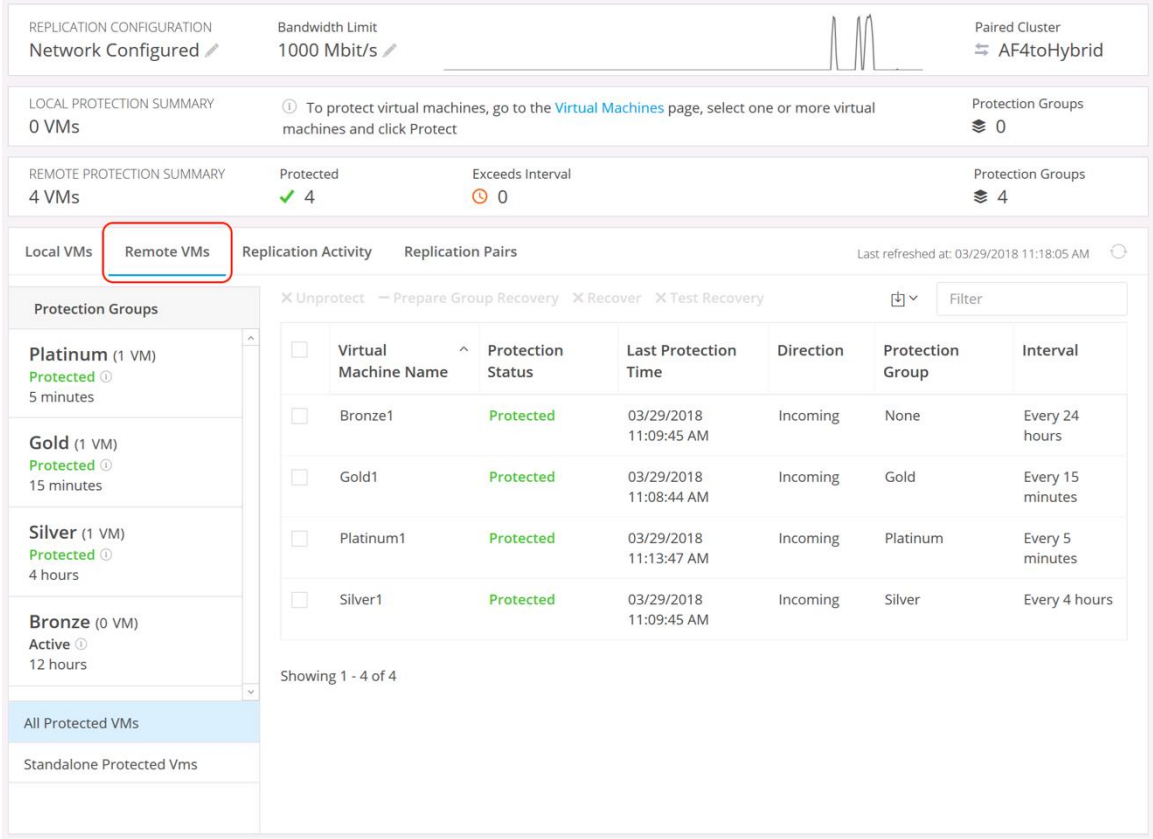 REPLICATION CONFIGURATION
Network Configured
Bandwidth Limit
1000 Mbit/s
Paired Cluster
AF4toHybrid
LOCAL PROTECTION SUMMARY
0 VMs
To protect virtual machines, go to the Virtual Machines page, select one or more virtual
machines and click Protect
Protection Groups
0
REMOTE PROTECTION SUMMARY
4 VMs
Protected
4
Exceeds Interval
0
Protection Groups
4
Local VMs
Remote VMs
Replication Activity
Replication Pairs
Last refreshed at: 03/29/2018 11:18:05 AM
Protection Groups
Platinum (1 VM)
Protected
5 minutes
Gold (1 VM)
Protected
15 minutes
Silver (1 VM)
Protected
4 hours
Bronze (0 VM)
Active
12 hours
All Protected VMs
Standalone Protected Vms
Unprotect Prepare Group Recovery Recover Test Recovery
Filter
Virtual
Machine Name
Protection
Status
Last Protection
Time
Direction
Protection
Group
Interval
Bronze1
Protected
03/29/2018
11:09:45 AM
Incoming
None
Every 24
hours
Gold1
Protected
03/29/2018
11:08:44 AM
Incoming
Gold
Every 15
minutes
Platinum1
Protected
03/29/2018
11:13:47 AM
Incoming
Platinum
Every 5
minutes
Silver1
Protected
03/29/2018
11:09:45 AM
Incoming
Silver
Every 4 hours
Showing 1 - 4 of 4